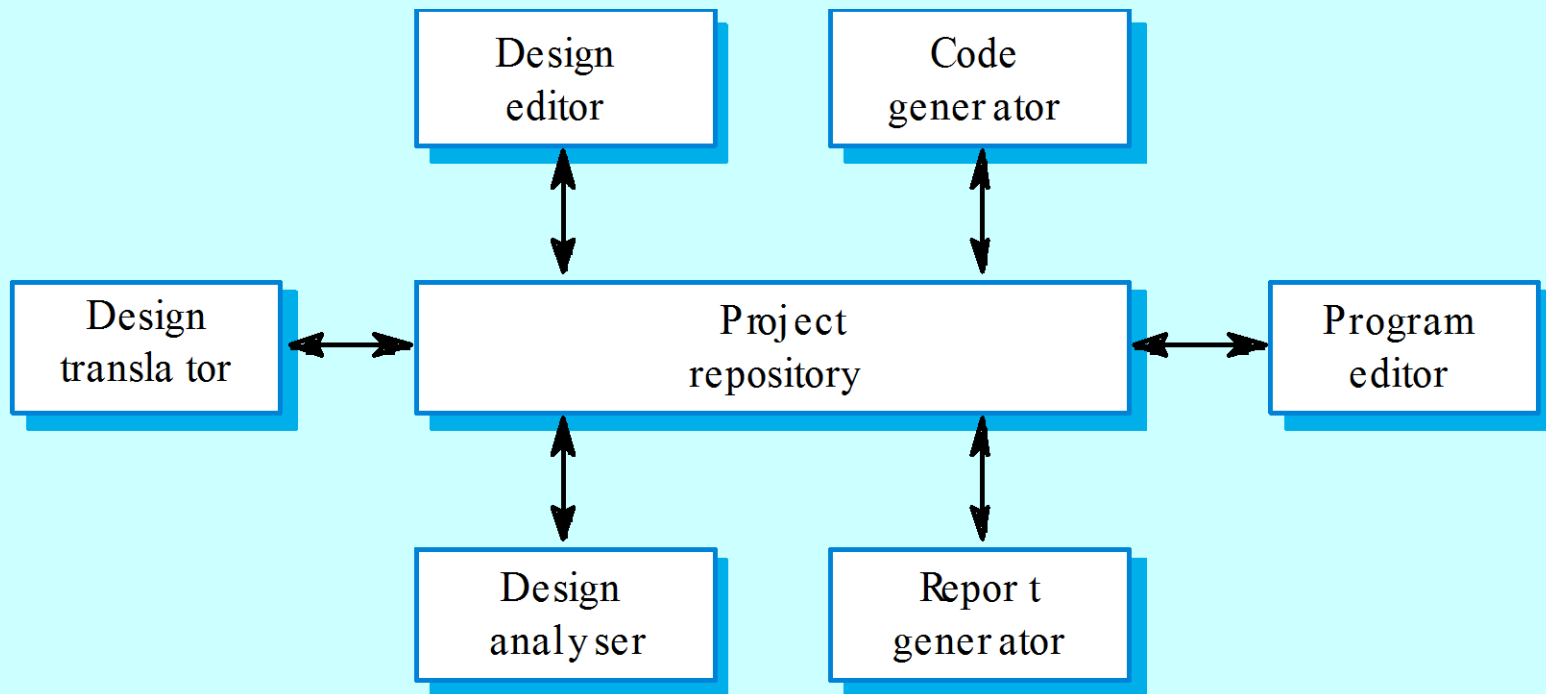 Design
editor
Code
generator
Design
translator
Project
repository
Program
editor
Design
analyser
Report
generator